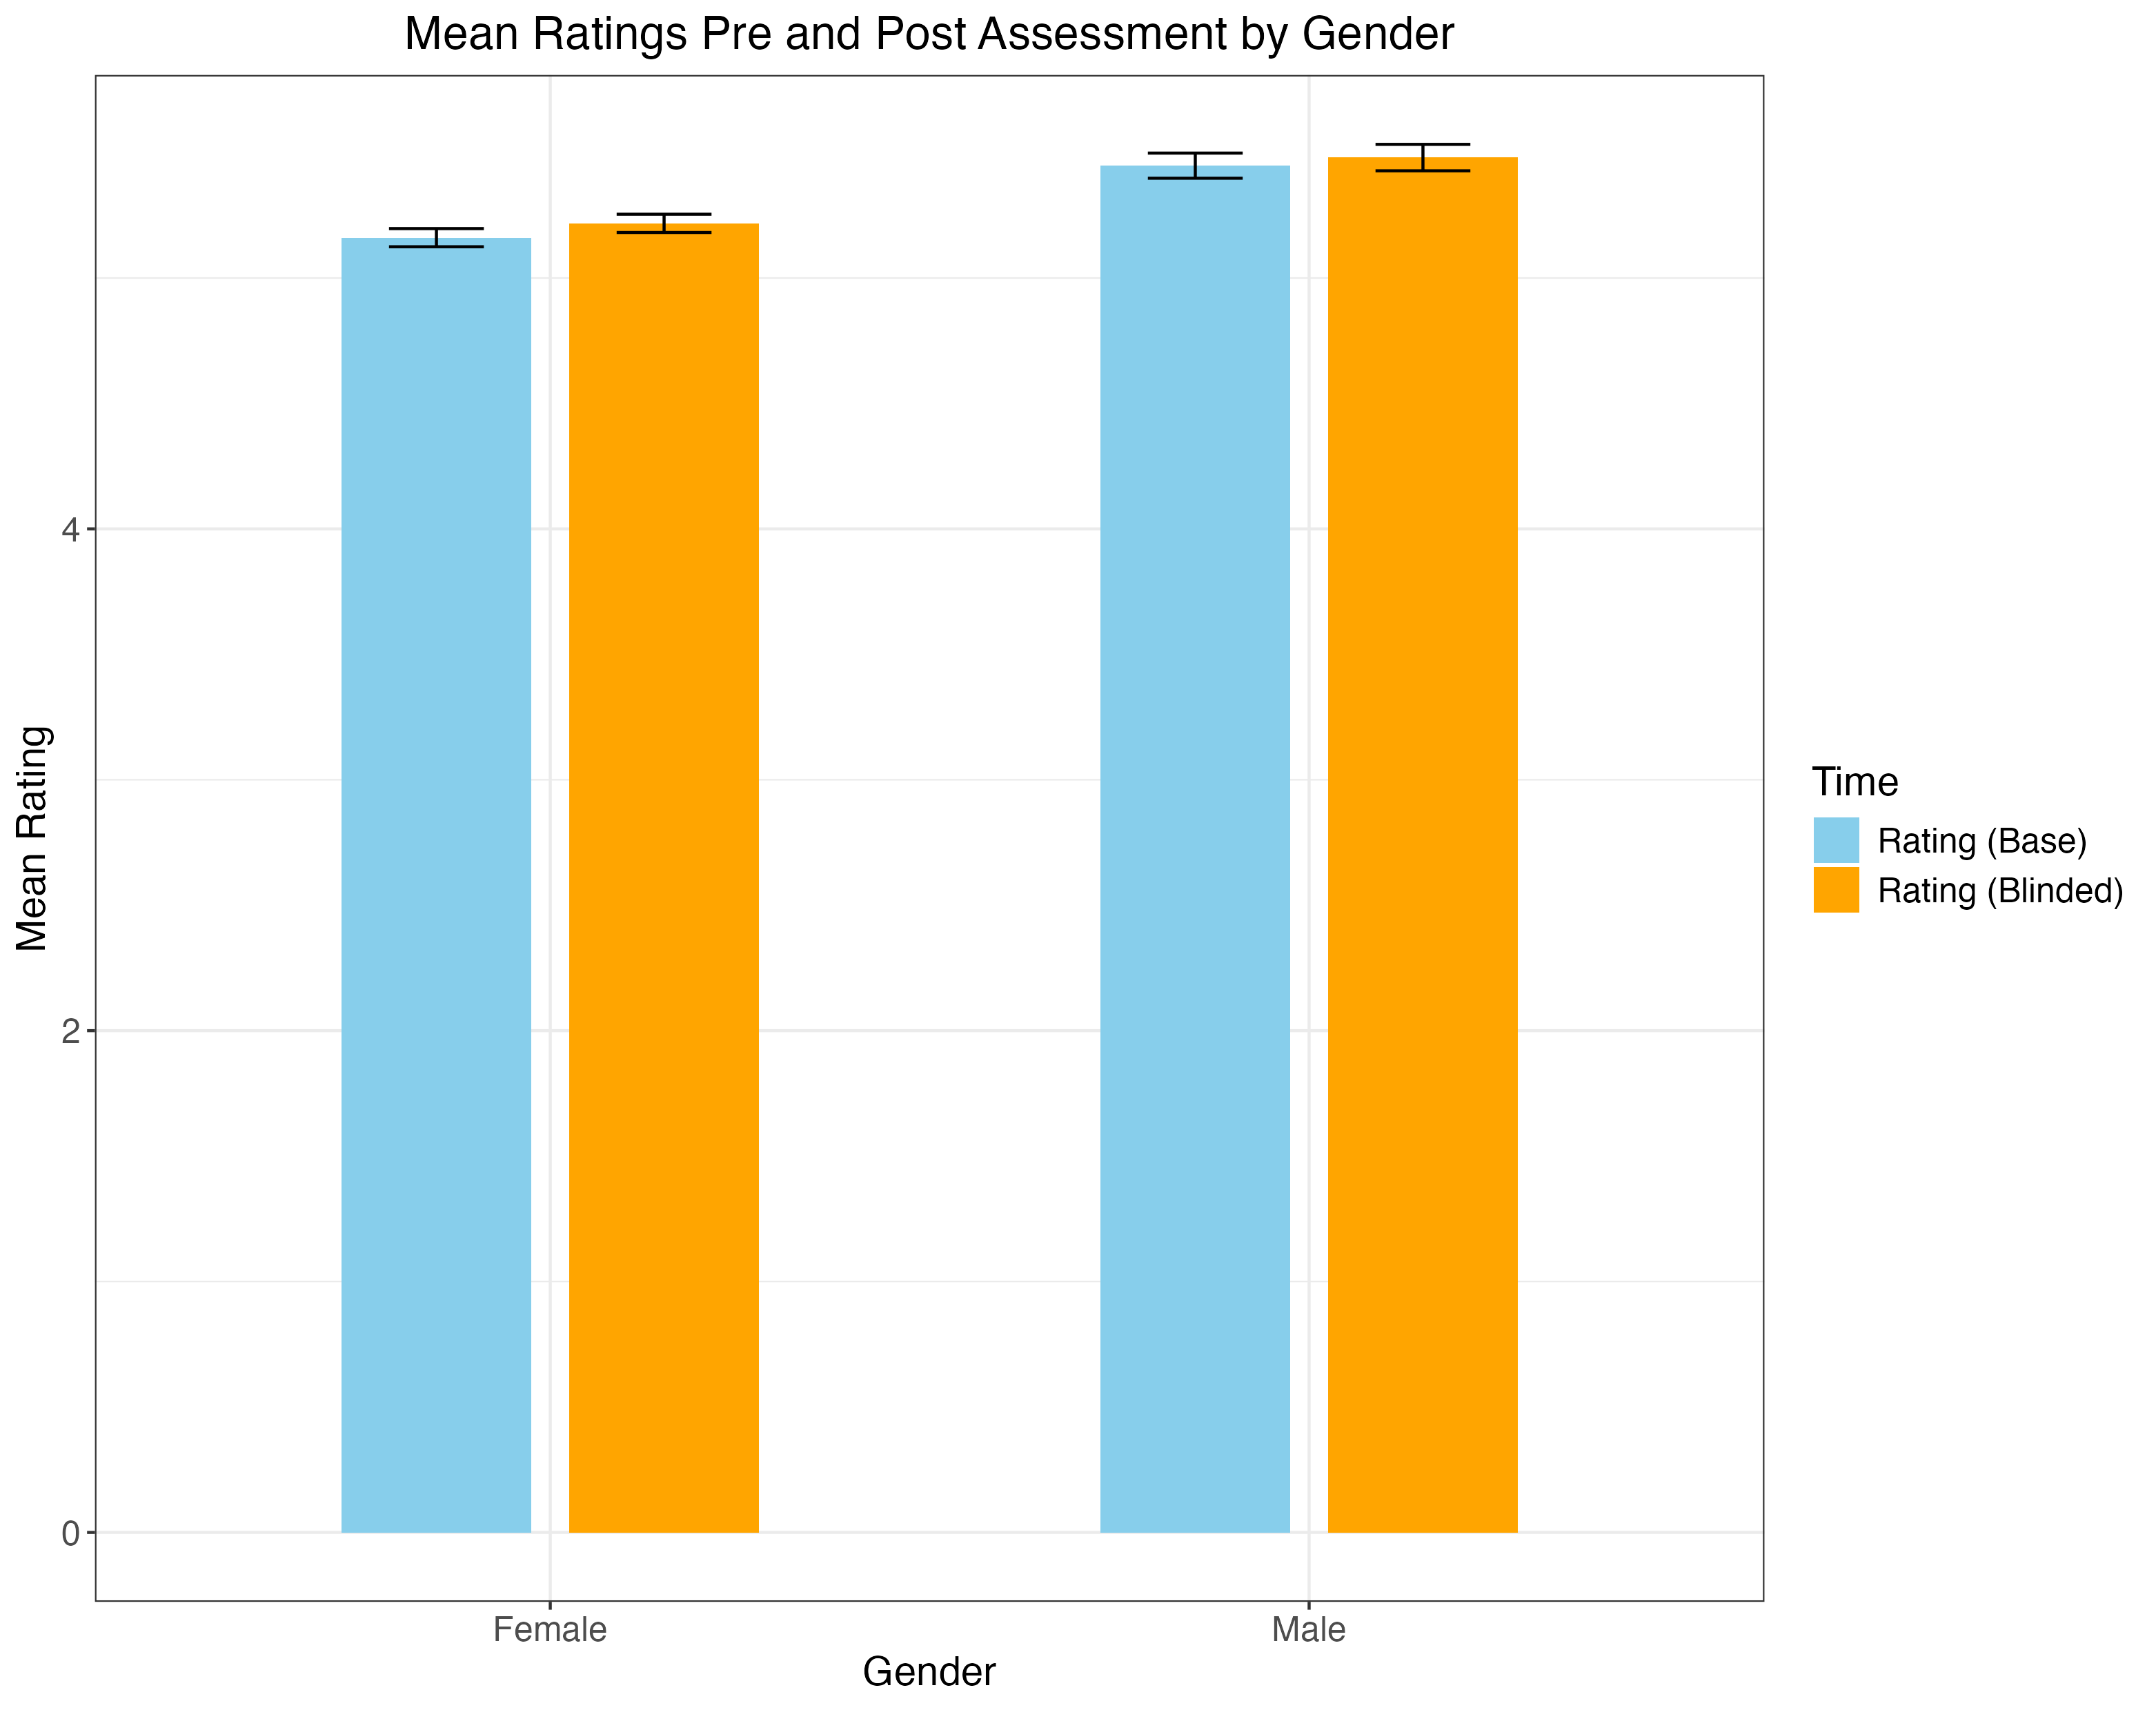 Mean Ratings Pre and Post Assessment by Gender
Mean Rating
4
2
0
Female
Male
Gender
Time
Rating (Base)
Rating (Blinded)